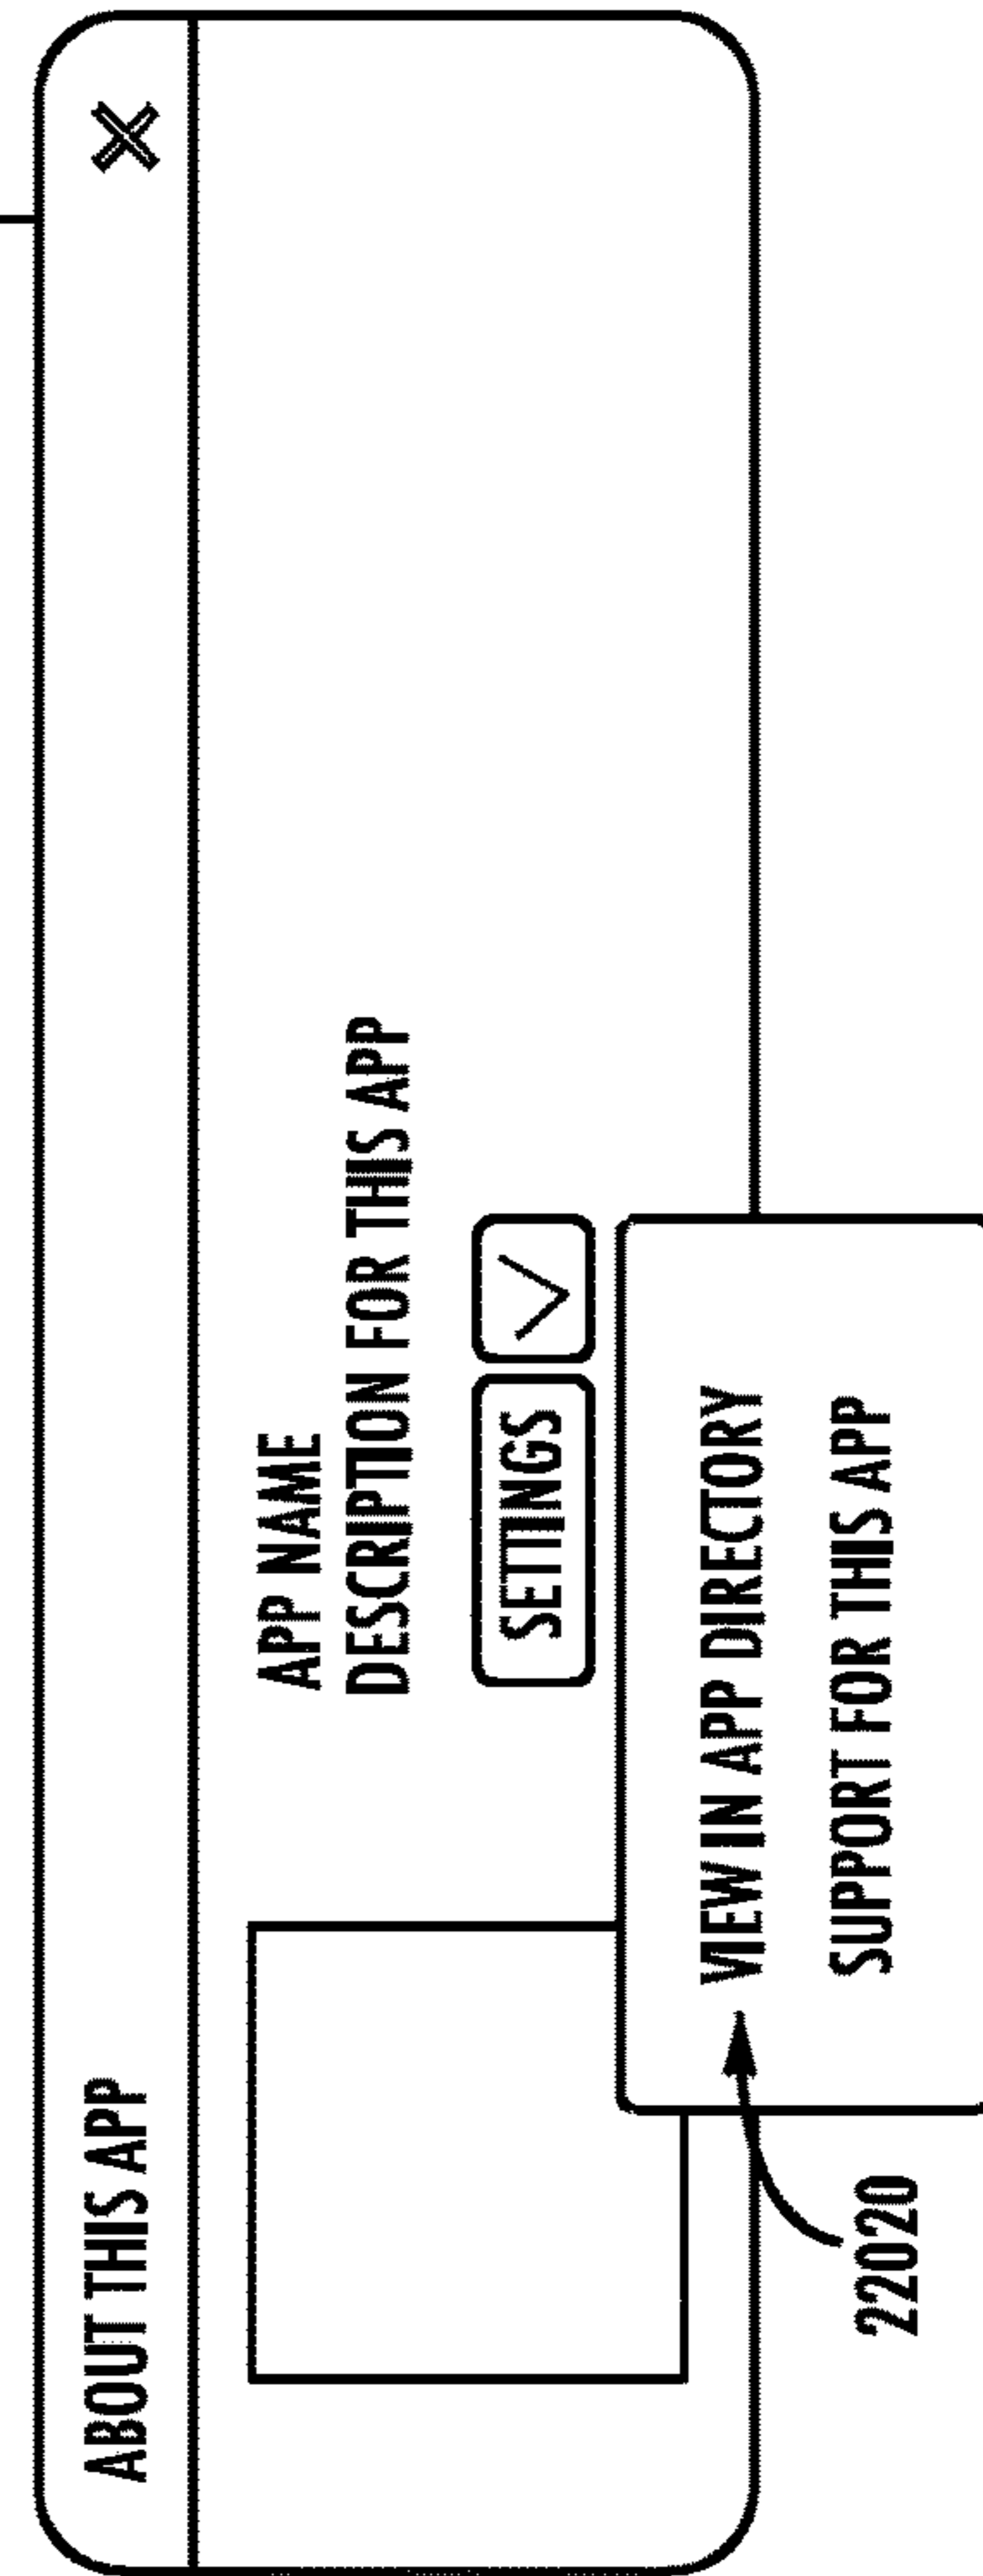 ABOUT THIS APP
APP NAME
DESCRIPTION FOR THIS APP
SETTINGS
VIEW IN APP DIRECTORY
SUPPORT FOR THIS APP
22020